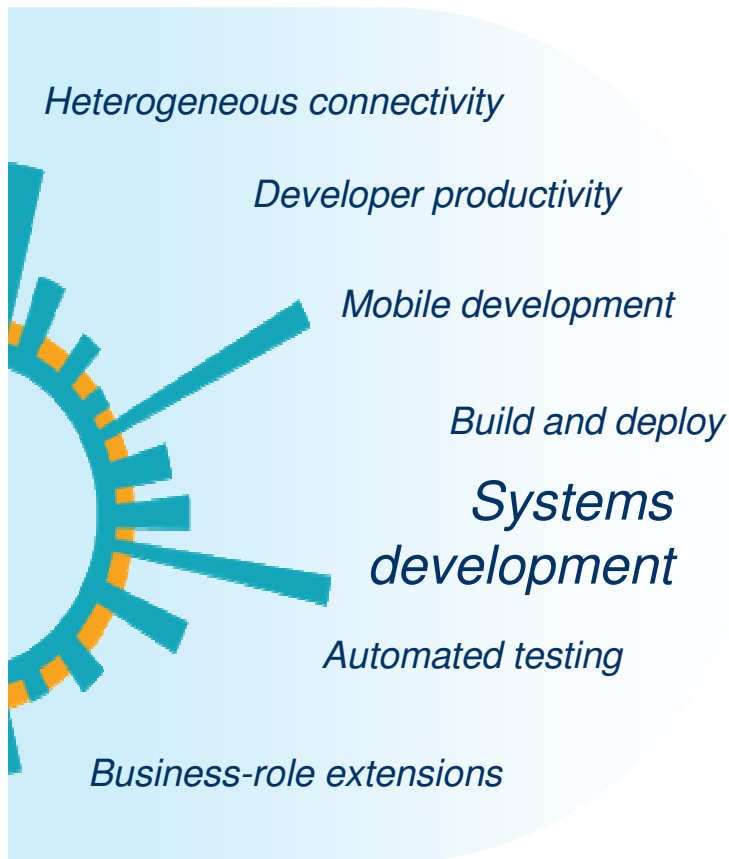 Heterogeneous connectivity
Developer productivity
Mobile development
Build and deploy
Systems
development
Automated testing
Business-role extensions